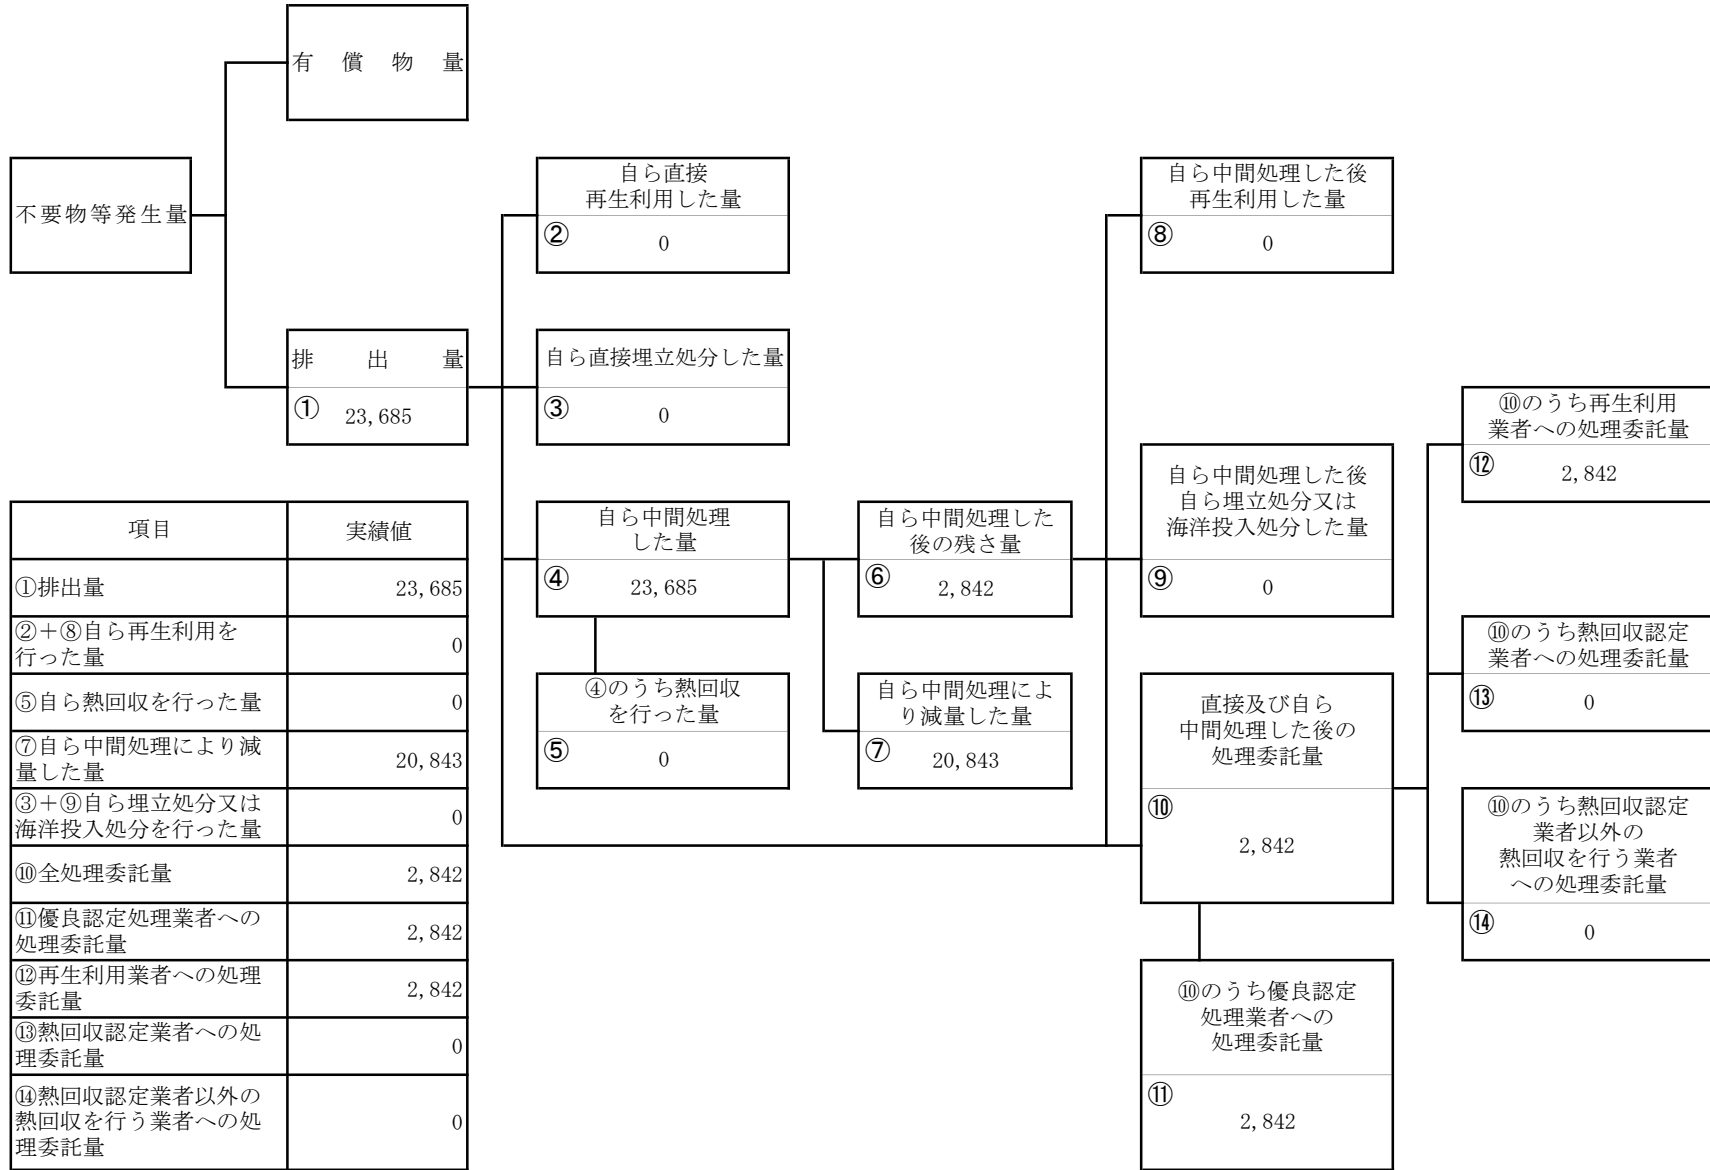 有償物量
不要物等発生量
排出量
① 23,685
自ら直接
再生利用した量
② 0
自ら直接埋立処分した量
③ 0
自ら中間処理
した量
④ 23,685
④のうち熱回収
を行った量
⑤ 0
自ら中間処理した
後の残さ量
⑥ 2,842
自ら中間処理によ
り減量した量
⑦ 20,843
自ら中間処理した後
再生利用した量
⑧ 0
自ら中間処理した後
自ら埋立処分又は
海洋投入処分した量
⑨ 0
直接及び自ら
中間処理した後の
処理委託量
⑩
2,842
⑩のうち優良認定
処理業者への
処理委託量
⑪
2,842
⑩のうち再生利用
業者への処理委託量
⑫ 2,842
⑩のうち熱回収認定
業者への処理委託量
⑬ 0
⑩のうち熱回収認定
業者以外の
熱回収を行う業者
への処理委託量
⑭ 0
項目 実績値
①排出量 23,685
②＋⑧自ら再生利用を
行った量 0
⑤自ら熱回収を行った量 0
⑦自ら中間処理により減
量した量 20,843
③＋⑨自ら埋立処分又は
海洋投入処分を行った量 0
⑩全処理委託量 2,842
⑪優良認定処理業者への
処理委託量 2,842
⑫再生利用業者への処理
委託量 2,842
⑬熱回収認定業者への処
理委託量 0
⑭熱回収認定業者以外の
熱回収を行う業者への処
理委託量 0